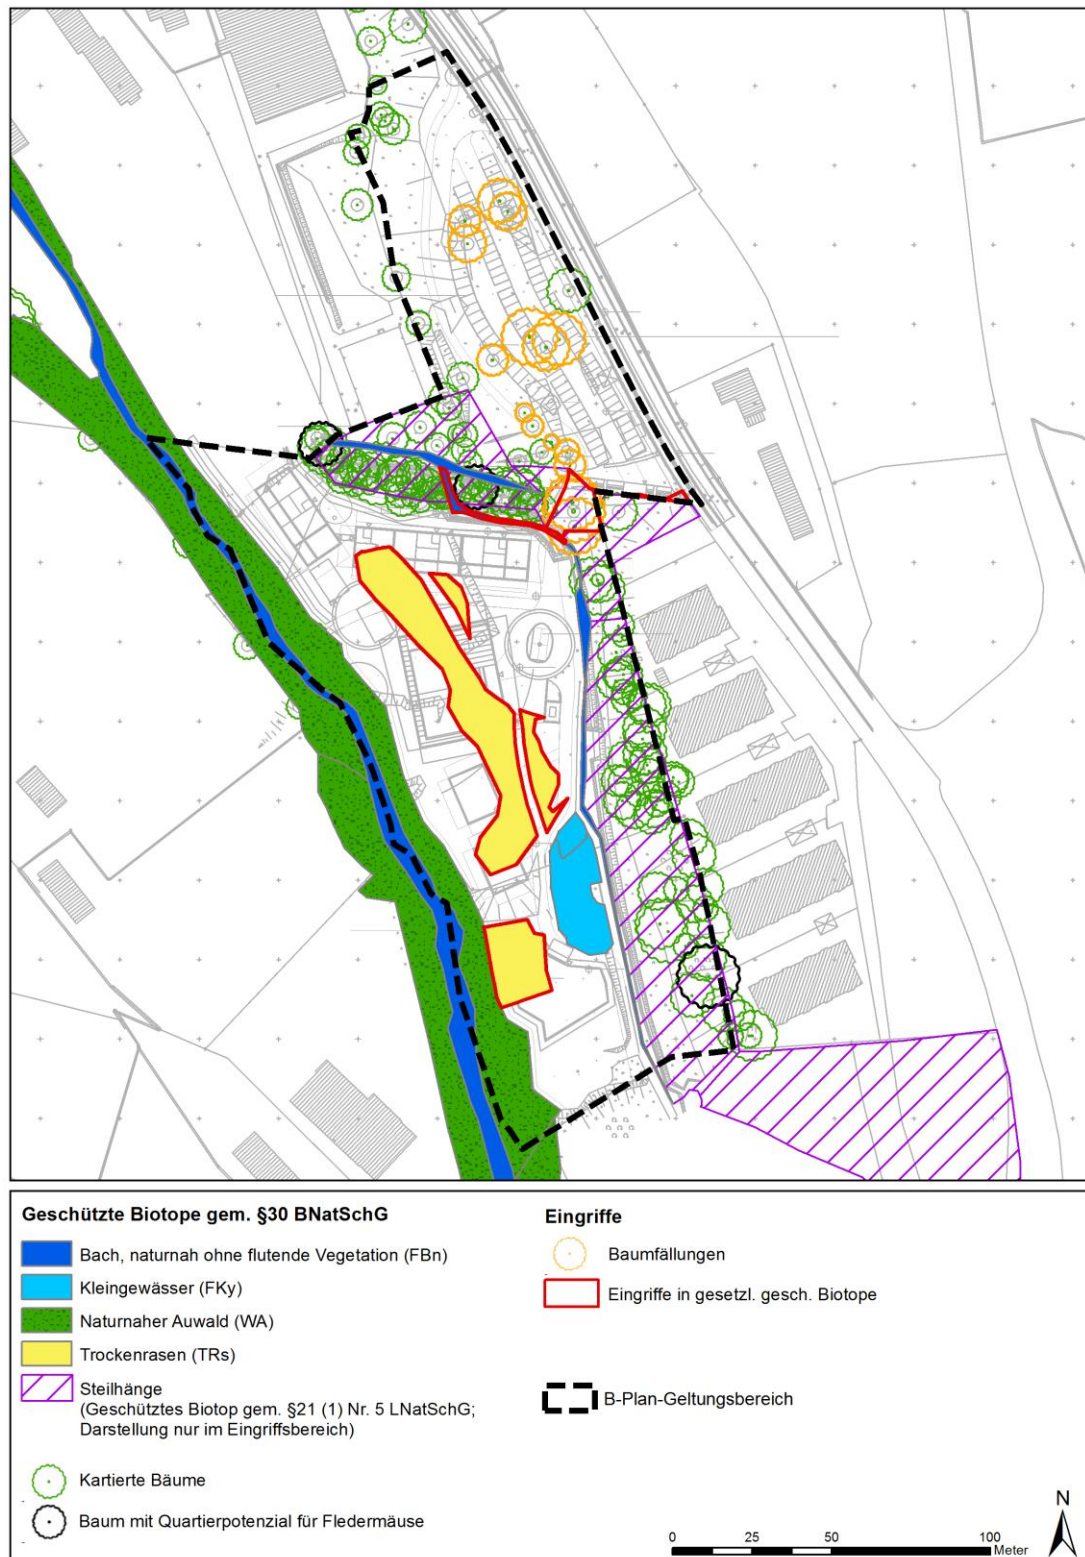 Geschützte Biotope gem. §30 BNatSchG
Bach, naturnah ohne flutende Vegetation (FBn)
Kleingewässer (FKy)
Naturnaher Auwald (WA)
Trockenrasen (TRs)
Steilhänge
(Geschütztes Biotop gem. §21 (1) Nr. 5 LNatSchG;
Darstellung nur im Eingriffsbereich)
Kartierte Bäume
Baum mit Quartierpotenzial für Fledermäuse
Eingriffe
Baumfällungen
Eingriffe in gesetzl. gesch. Biotope
B-Plan-Geltungsbereich
N
0 25 50 100
Meter